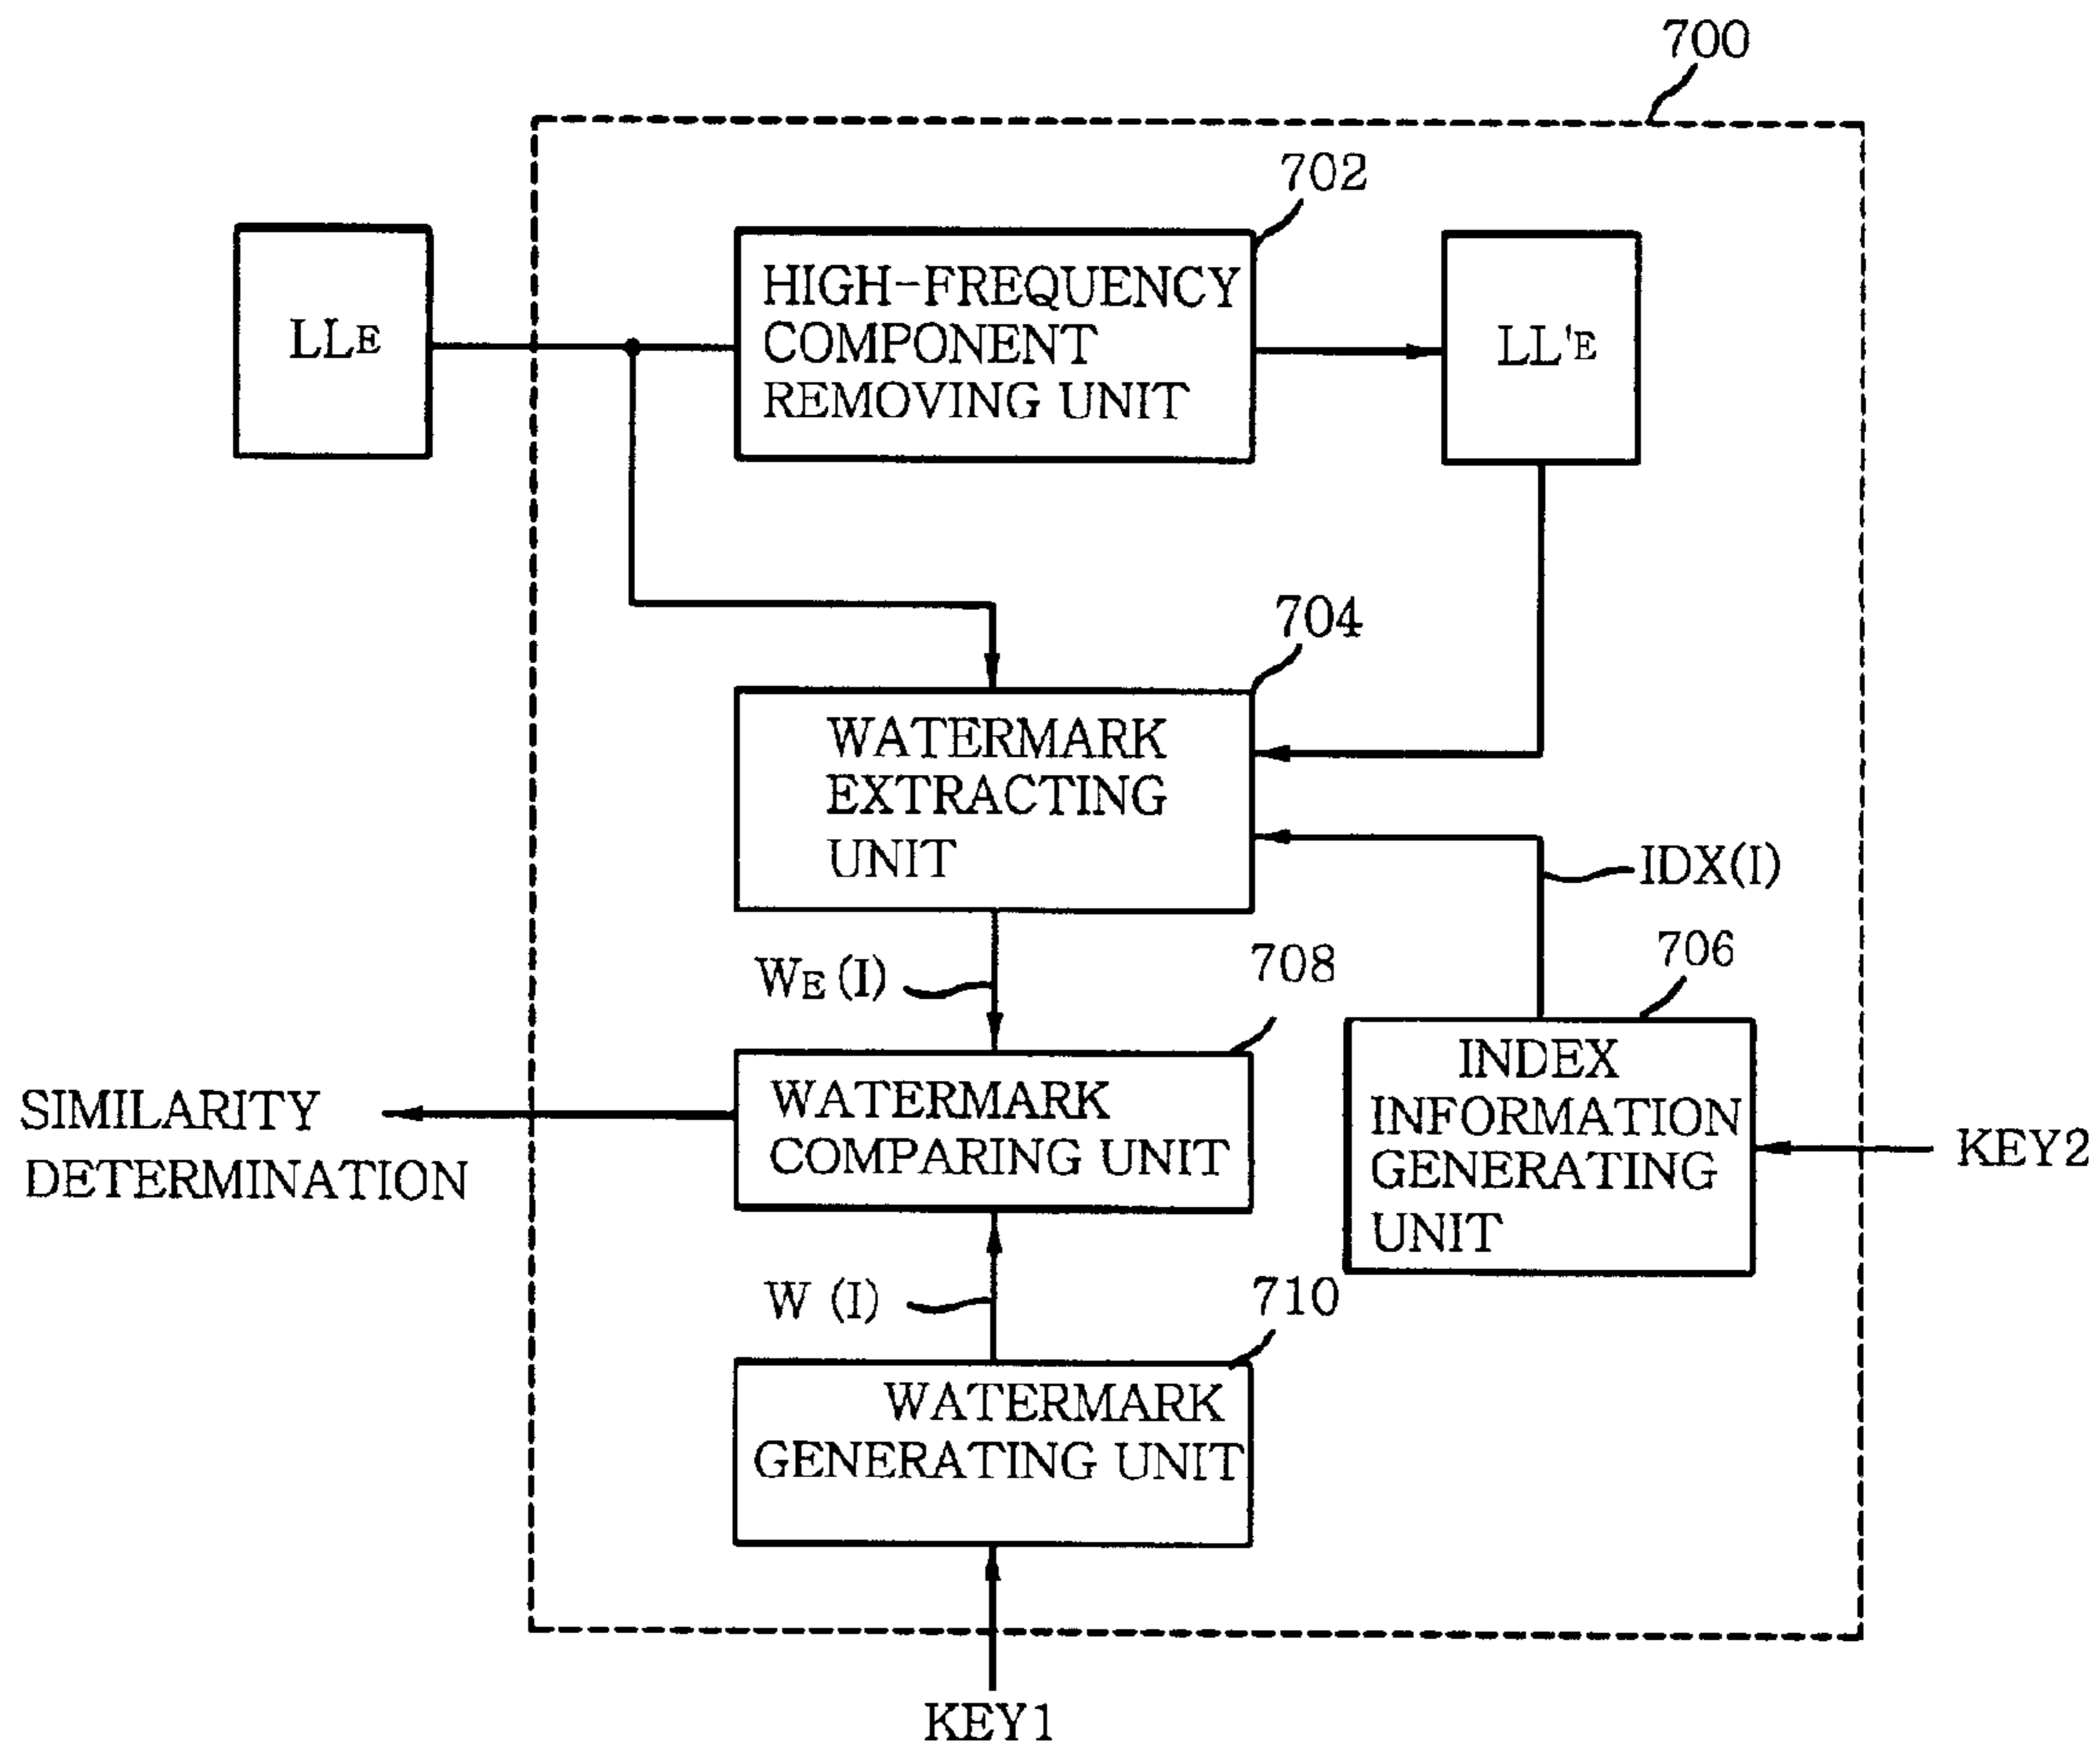 700
702
HIGH-FREQUENCY
COMPONENT
REMOVING UNIT
LLE
LL'E
704
WATERMARK
EXTRACTING
UNIT
IDX(I)
706
WE (I)
708
INDEX
INFORMATION
GENERATING
UNIT
KEY2
WATERMARK
COMPARING UNIT
SIMILARITY
DETERMINATION
W (I)
710
WATERMARK
GENERATING UNIT
KEY1